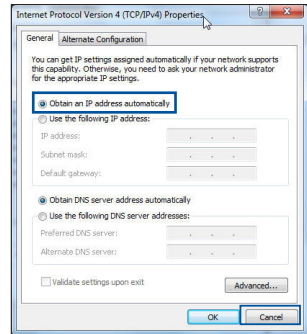 Internet Protocol Version 4 (TCP/IPv4) Properties
General
Alternate Configuration
You can get IP settings assigned automatically if your network supports
this capability. Otherwise, you need to ask your network administrator
for the appropriate IP settings.
Obtain an IP address automatically
Use the following IP address:
IP address:
Subnet mask:
Default gateway:
Obtain DNS server address automatically
Use the following DNS server addresses:
Preferred DNS server:
Alternate DNS server:
Validate settings upon exit
Advanced...
OK
Cancel